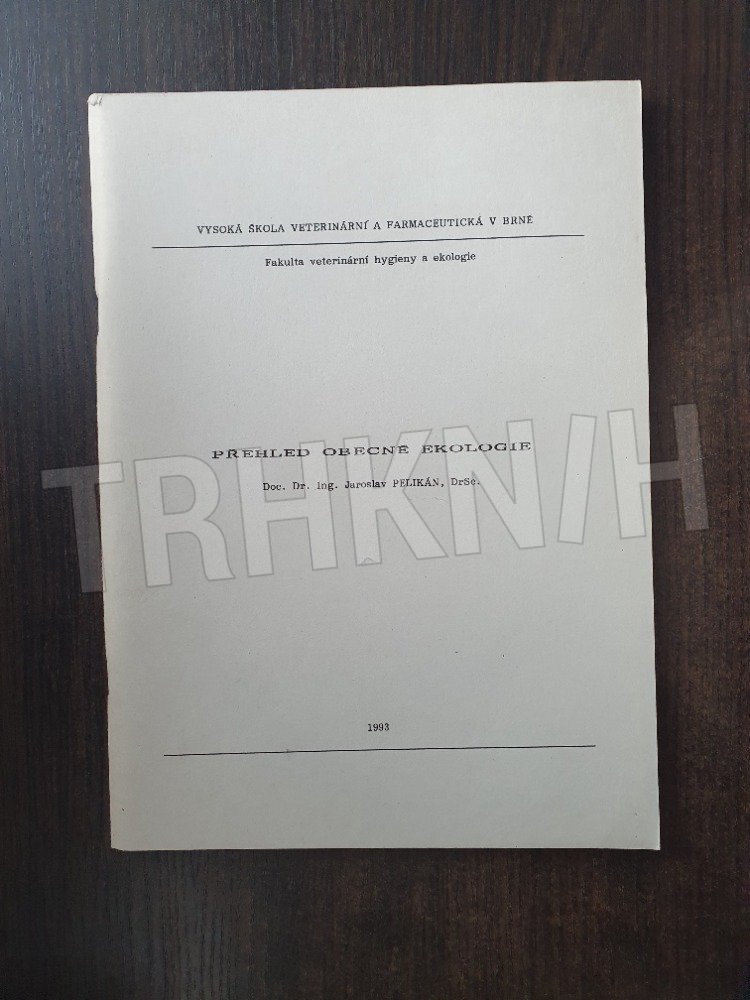 VYSOKÁ ŠKOLA VETERINÁRNÍ A FARMACEUTICKÁ V BRNĚ
Fakulta veterinární hygieny a ekologie
PŘEHLED OBECNÉ EKOLOGIE
Doc. Dr. Ing. Jaroslav PELIKÁN, DrSc.
TRHKNIH
1993